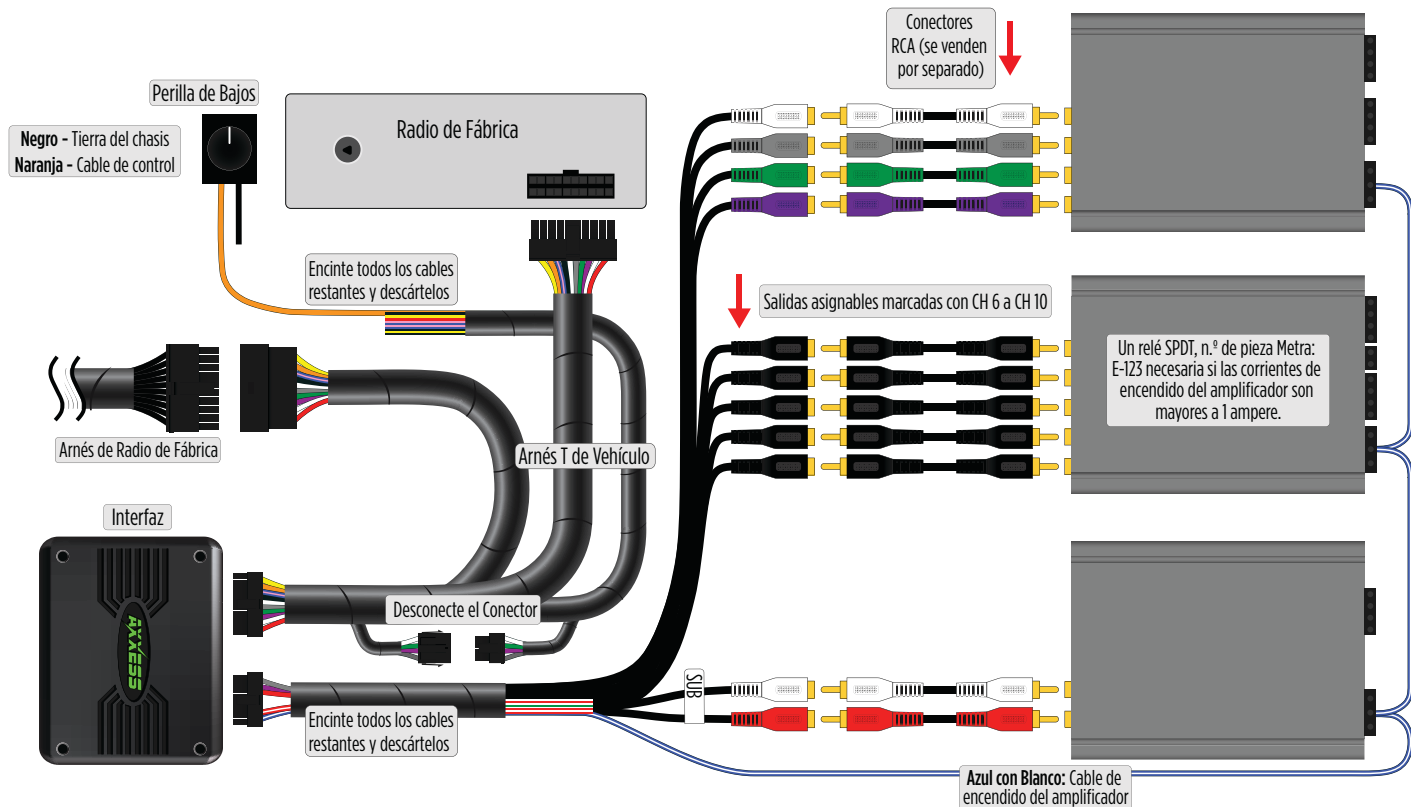 Conectores
RCA (se venden
por separado)
Perilla de Bajos
Negro - Tierra del chasis
Naranja - Cable de control
Radio de Fábrica
Encinte todos los cables
restantes y descártelos
Salidas asignables marcadas con CH 6 a CH 10
Un relé SPDT, n.º de pieza Metra:
E-123 necesaria si las corrientes de
encendido del amplificador son
mayores a 1 ampere.
Arnés de Radio de Fábrica
Arnés T de Vehículo
Interfaz
AXXESS
Desconecte el Conector
SUB
Encinte todos los cables
restantes y descártelos
Azul con Blanco: Cable de
encendido del amplificador